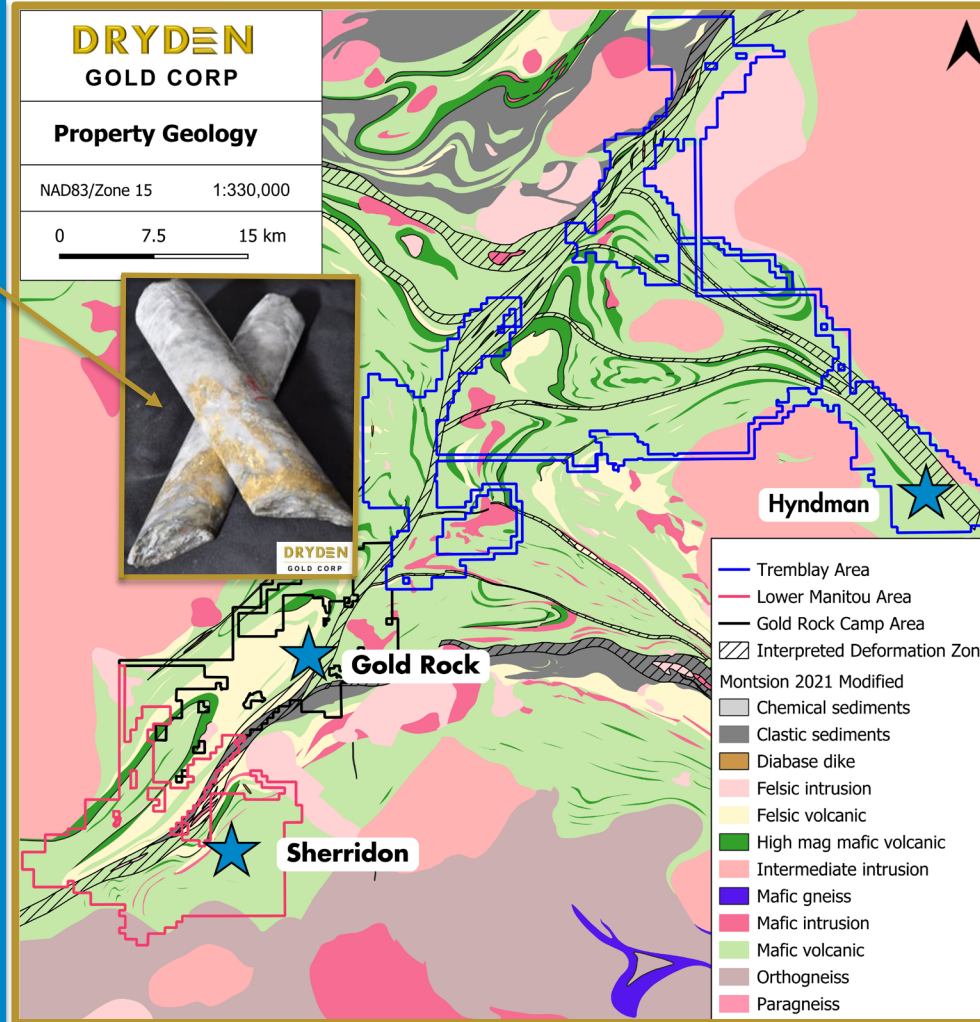 DRYDEN
GOLD CORP
Property Geology
NAD83/Zone 15 1:330,000
0 7.5 15 km
DRYDEN
GOLD CORP
Hyndman
Gold Rock
Sherridon
Tremblay Area
Lower Manitou Area
Gold Rock Camp Area
Interpreted Deformation Zon
Montsion 2021 Modified
Chemical sediments
Clastic sediments
Diabase dike
Felsic intrusion
Felsic volcanic
High mag mafic volcanic
Intermediate intrusion
Mafic gneiss
Mafic intrusion
Mafic volcanic
Orthogneiss
Paragneiss